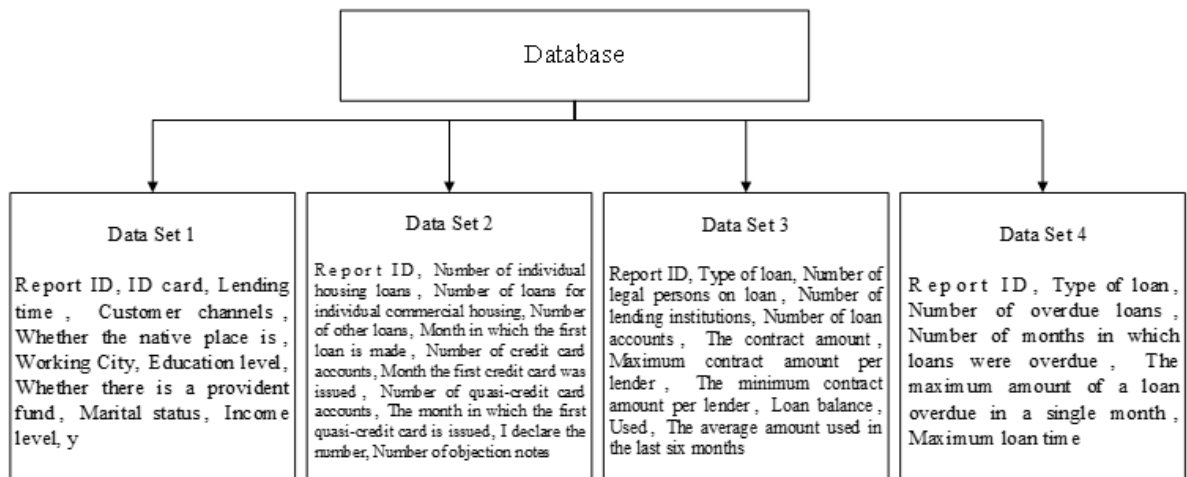 Database
Data Set 1
Report ID, ID card, Lending
time , Customer channels ,
Whether the native place is ,
Working City, Education level,
Whether there is a provident
fund , Marital status , Income
level, y
Data Set 2
Report ID, Number of individual
housing loans , Number of loans for
individual commercial housing, Number
of other loans , Month in which the first
loan is made , Number of credit card
accounts, Month the first credit card was
issued , Number of quasi-credit card
accounts , The month in which the first
quasi-credit card is issued, I declare the
number, Number of objection notes
Data Set 3
Report ID, Type of loan, Number of
legal persons on loan , Number of
lending institutions, Number of loan
accounts , The contract amount ,
Maximum contract amount per
lender , The minimum contract
amount per lender , Loan balance ,
Used , The average amount used in
the last six months
Data Set 4
Report ID , Type of loan,
Number of overdue loans ,
Number of months in which
loans were overdue , The
maximum amount of a loan
overdue in a single month ,
Maximum loan time